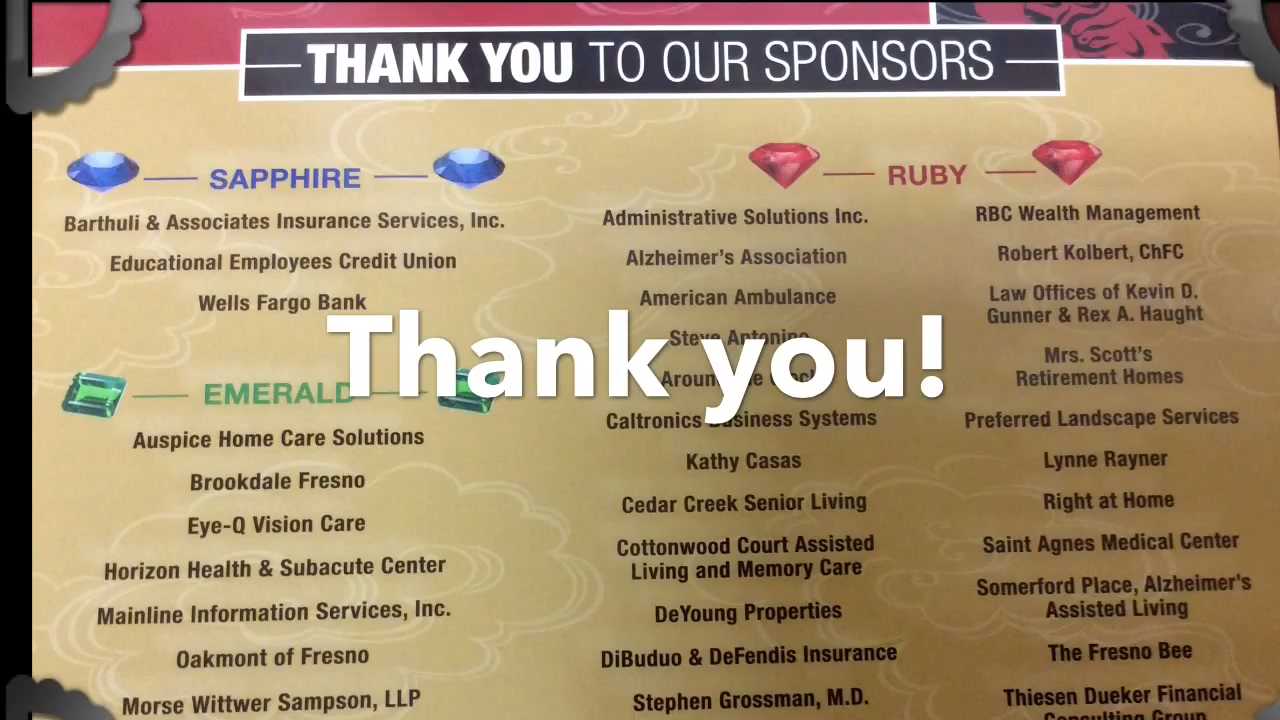 THANK YOU TO OUR SPONSORS
SAPPHIRE
Barthuli & Associates Insurance Services, Inc.
Educational Employees Credit Union
Wells Fargo Bank
EMERALD
Auspice Home Care Solutions
Brookdale Fresno
Eye-Q Vision Care
Horizon Health & Subacute Center
Mainline Information Services, Inc.
Oakmont of Fresno
Morse Wittwer Sampson, LLP
RUBY
Administrative Solutions Inc.
Alzheimer's Association
American Ambulance
Steve Antonino
Caltronics Business Systems
Kathy Casas
Cedar Creek Senior Living
Cottonwood Court Assisted
Living and Memory Care
DeYoung Properties
DiBuduo & DeFendis Insurance
Stephen Grossman, M.D.
RBC Wealth Management
Robert Kolbert, ChFC
Law Offices of Kevin D.
Gunner & Rex A. Haught
Mrs. Scott's
Retirement Homes
Preferred Landscape Services
Lynne Rayner
Right at Home
Saint Agnes Medical Center
Somerford Place, Alzheimer's
Assisted Living
The Fresno Bee
Thiesen Dueker Financial
Consulting Group
Thank you!